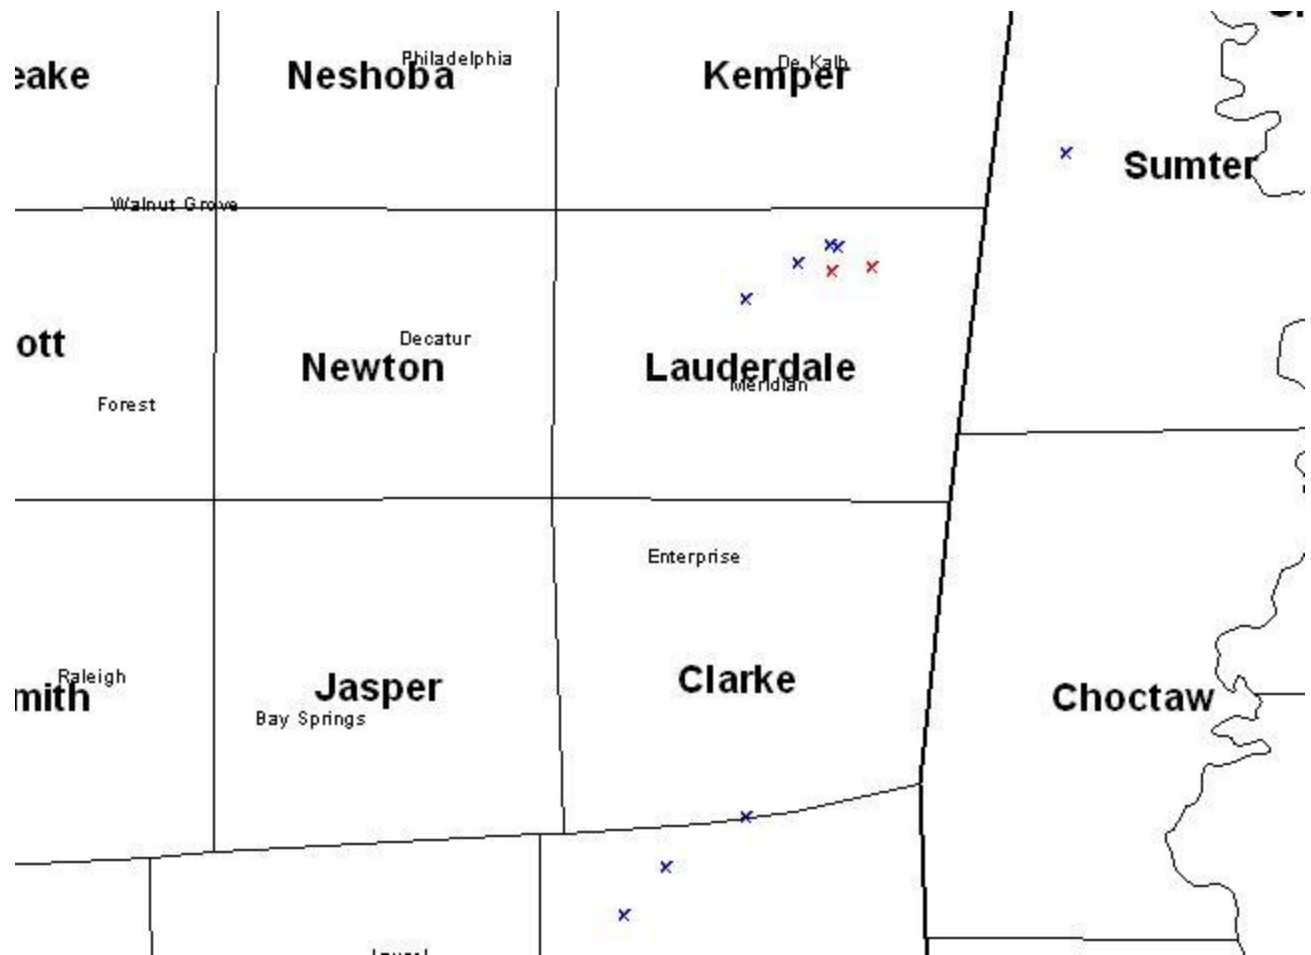 Philadelphia
De Kalb
eake
Neshoba
Kemper
Sumter
Walnut Grove
Decatur
ott
Newton
Lauderdale
Meridian
Forest
Enterprise
Raleigh
mith
Jasper
Clarke
Choctaw
Bay Springs